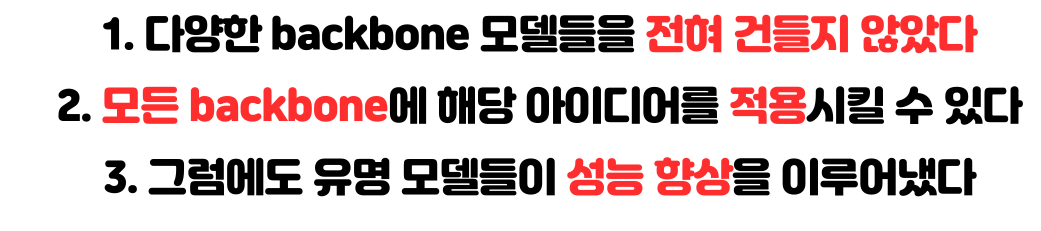 1. 다양한 backbone 모델들을 전혀 건들지 않았다
2. 모든 backbone에 해당 아이디어를 적용시킬 수 있다
3. 그럼에도 유명 모델들이 성능 향상을 이루어냈다